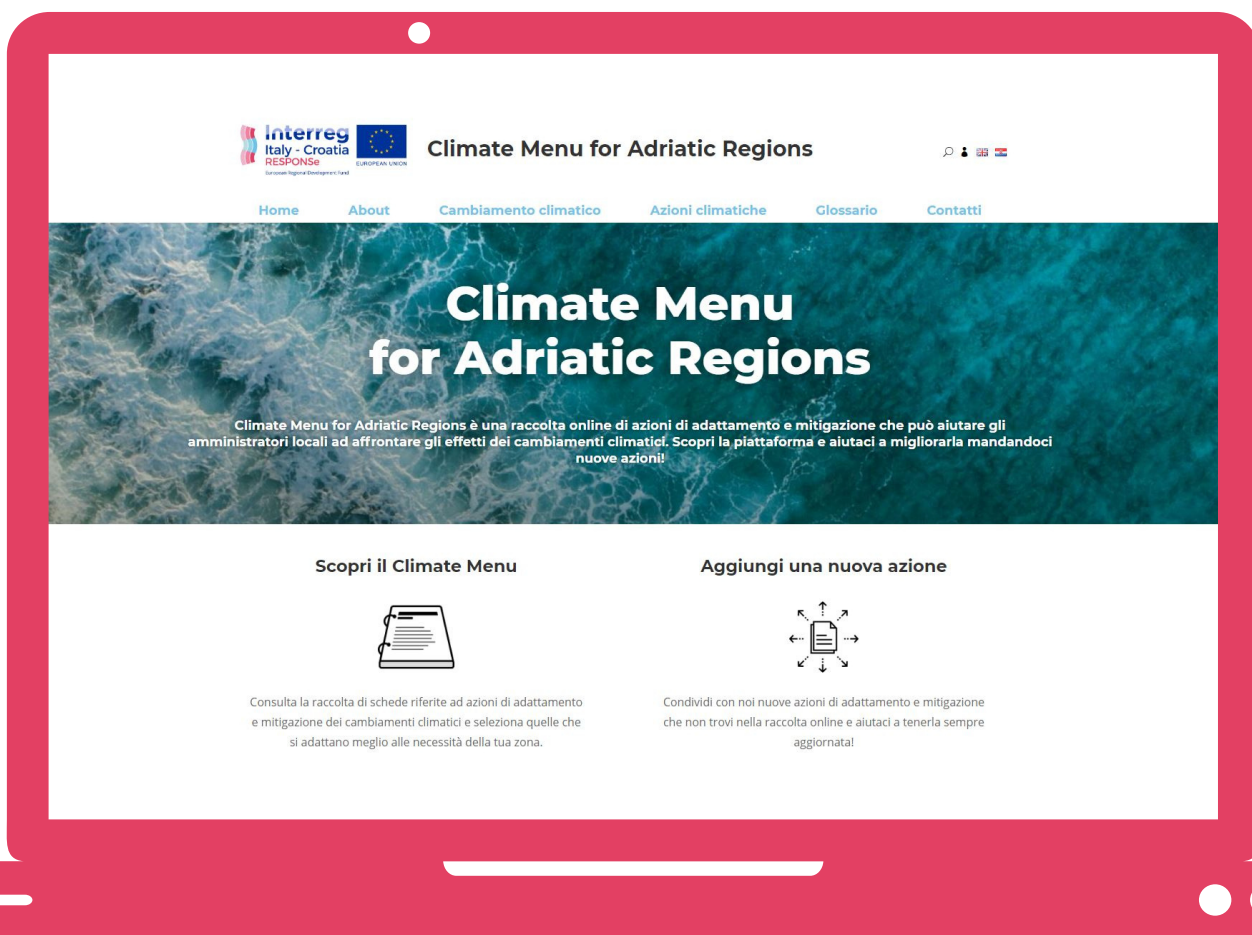 Interreg
Italy - Croatia
RESPONSe
European Regional Development Fund
EUROPEAN UNION
Climate Menu for Adriatic Regions
Home About Cambiamento climatico Azioni climatiche Glossario Contatti
Climate Menu
for Adriatic Regions
Climate Menu for Adriatic Regions è una raccolta online di azioni di adattamento e mitigazione che può aiutare gli
amministratori locali ad affrontare gli effetti dei cambiamenti climatici. Scopri la piattaforma e aiutaci a migliorarla mandandoci
nuove azioni!
Scopri il Climate Menu
Consulta la raccolta di schede riferite ad azioni di adattamento
e mitigazione dei cambiamenti climatici e seleziona quelle che
si adattano meglio alle necessità della tua zona.
Aggiungi una nuova azione
Condividi con noi nuove azioni di adattamento e mitigazione
che non trovi nella raccolta online e aiutaci a tenerla sempre
aggiornata!